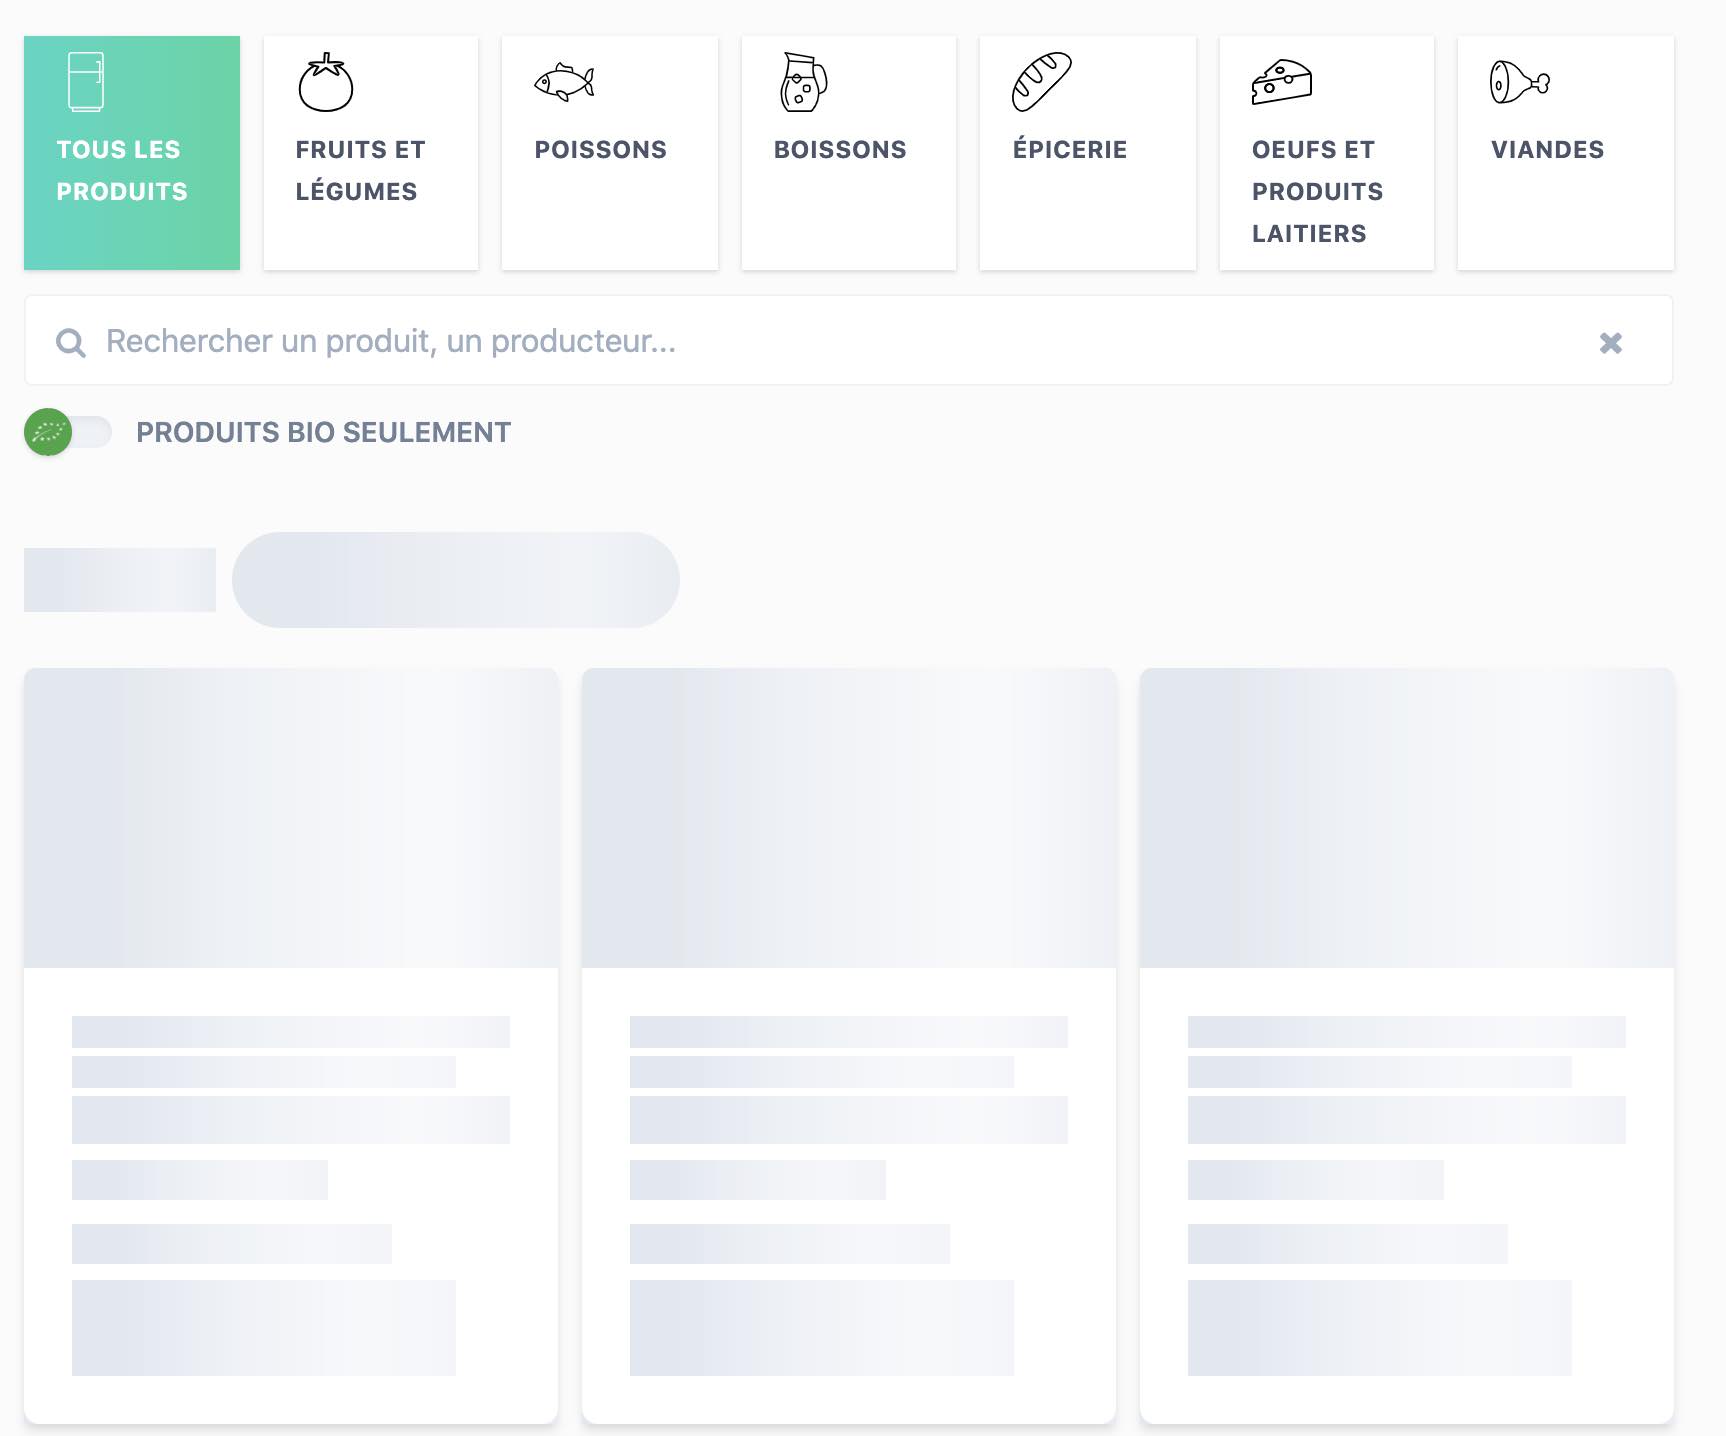 TOUS LES
PRODUITS
FRUITS ET
LÉGUMES
POISSONS
BOISSONS
ÉPICERIE
OEUFS ET
PRODUITS
LAITIERS
VIANDES
Rechercher un produit, un producteur...
PRODUITS BIO SEULEMENT